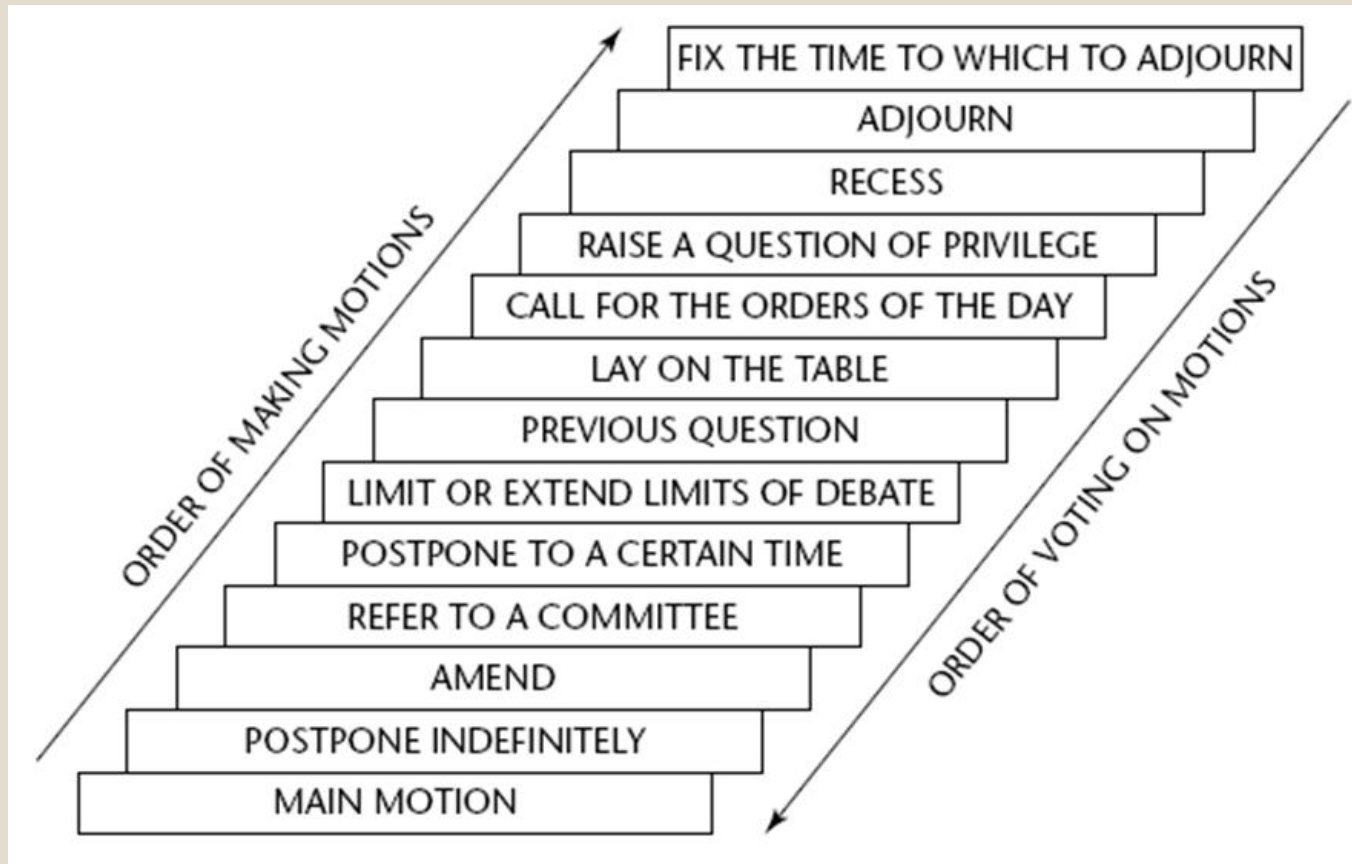 FIX THE TIME TO WHICH TO ADJOURN
ADJOURN
RECESS
RAISE A QUESTION OF PRIVILEGE
CALL FOR THE ORDERS OF THE DAY
LAY ON THE TABLE
PREVIOUS QUESTION
LIMIT OR EXTEND LIMITS OF DEBATE
POSTPONE TO A CERTAIN TIME
REFER TO A COMMITTEE
AMEND
POSTPONE INDEFINITELY
MAIN MOTION
ORDER OF MAKING MOTIONS
ORDER OF VOTING ON MOTIONS